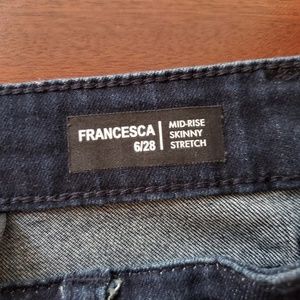 FRANCESCA
6/28
MID-RISE
SKINNY
STRETCH